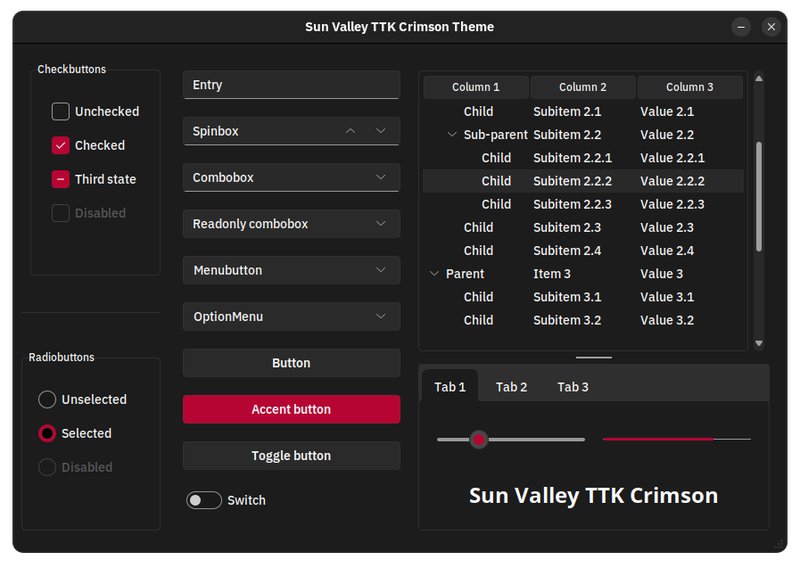 Sun Valley TTK Crimson Theme
Checkbuttons
Unchecked
Checked
Third state
Disabled
Radiobuttons
Unselected
Selected
Disabled
Entry
Spinbox
Combobox
Readonly combobox
Menubutton
OptionMenu
Button
Accent button
Toggle button
Switch
Column 1 Column 2 Column 3
Child Subitem 2.1 Value 2.1
Sub-parent Subitem 2.2 Value 2.2
Child Subitem 2.2.1 Value 2.2.1
Child Subitem 2.2.2 Value 2.2.2
Child Subitem 2.2.3 Value 2.2.3
Child Subitem 2.3 Value 2.3
Child Subitem 2.4 Value 2.4
Parent Item 3 Value 3
Child Subitem 3.1 Value 3.1
Child Subitem 3.2 Value 3.2
Tab 1 Tab 2 Tab 3
Sun Valley TTK Crimson